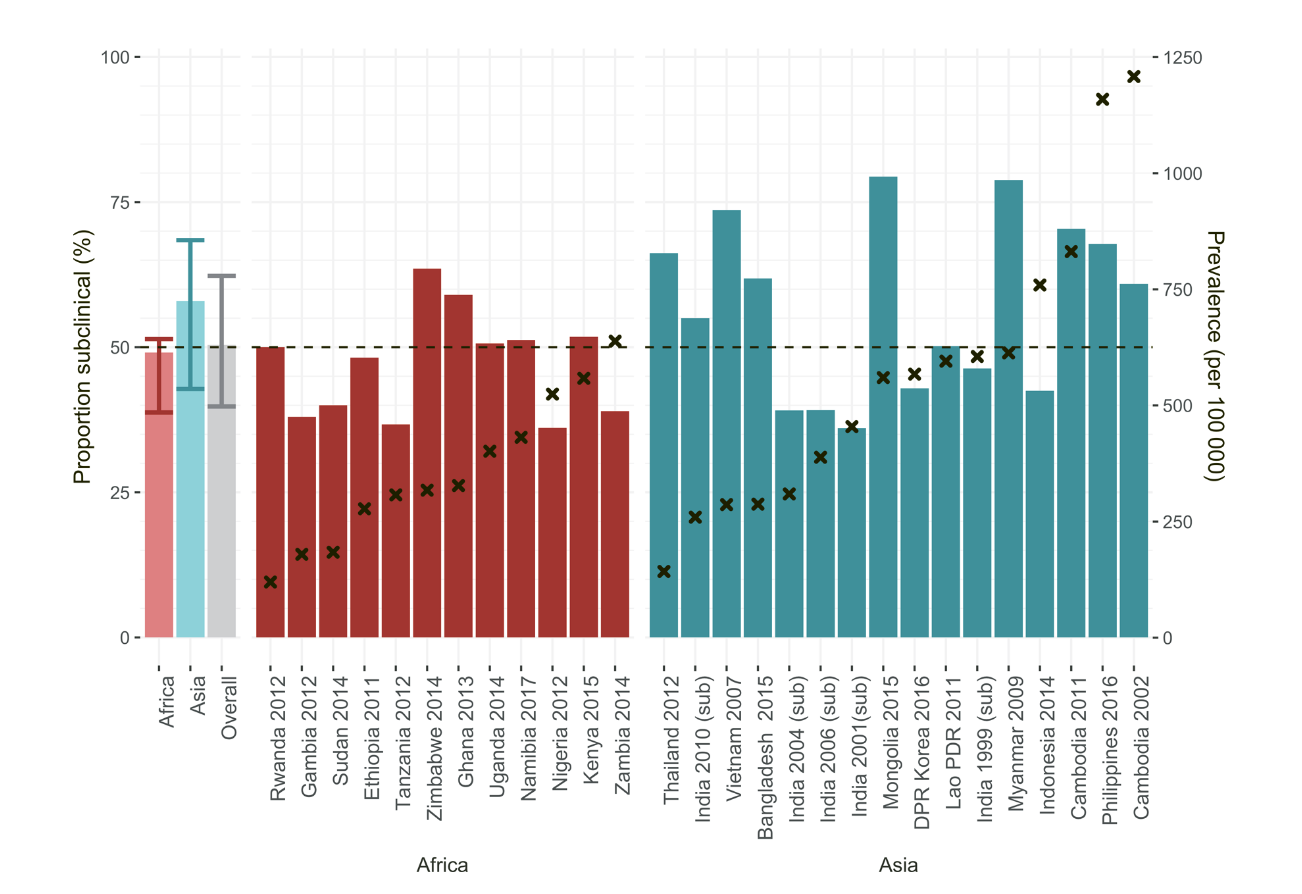 Proportion subclinical (%)
100
75
50
25
0
Prevalence (per 100 000)
1250
1000
750
500
250
0
Africa
Asia
Overall
Rwanda 2012
Gambia 2012
Sudan 2014
Ethiopia 2011
Tanzania 2012
Zimbabwe 2014
Ghana 2013
Uganda 2014
Namibia 2017
Nigeria 2012
Kenya 2015
Zambia 2014
Thailand 2012
India 2010 (sub)
Vietnam 2007
Bangladesh  2015
India 2004 (sub)
India 2006 (sub)
India 2001(sub)
Mongolia 2015
DPR Korea 2016
Lao PDR 2011
India 1999 (sub)
Myanmar 2009
Indonesia 2014
Cambodia 2011
Philippines 2016
Cambodia 2002
Africa
Asia